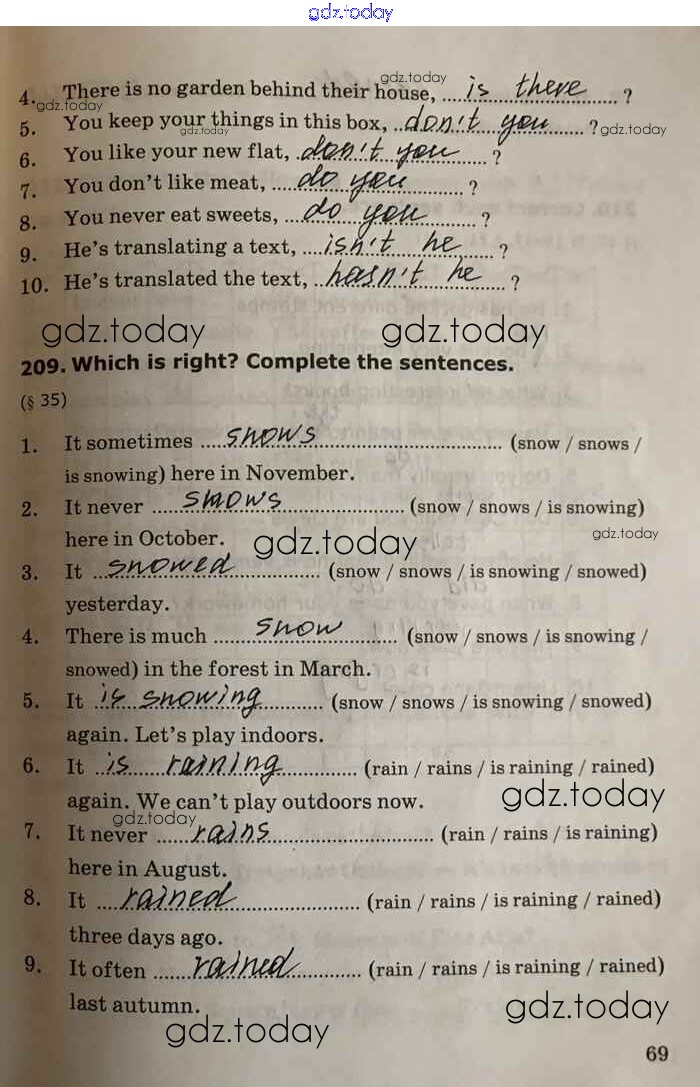 gdz.today
gdz.today
4. There is no garden behind their house, ....is there....... ?
gdz.today
5. You keep your things in this box, ..don't you...... ?
gdz.today gdz.today
6. You like your new flat, .don't you..... ?
7. You don't like meat, ....do you......... ?
8. You never eat sweets, ...do you........ ?
9. He's translating a text, ....isn't he.... ?
10. He's translated the text, ..hasn't he.... ?
gdz.today gdz.today
209. Which is right? Complete the sentences.
(§ 35)
1. It sometimes ....snows............................ (snow / snows /
is snowing) here in November.
2. It never .....snows.................... (snow / snows / is snowing)
here in October.
gdz.today gdz.today
3. It ..snowed.............. (snow / snows / is snowing / snowed)
yesterday.
4. There is much .......snow......... (snow / snows / is snowing /
snowed) in the forest in March.
5. It .is snowing.......... (snow / snows / is snowing / snowed)
again. Let's play indoors.
6. It ..is raining............ (rain / rains / is raining / rained)
again. We can't play outdoors now.
gdz.today
gdz.today
7. It never ......rains.......................... (rain / rains / is raining)
here in August.
8. It ....rained..................... (rain / rains / is raining / rained)
three days ago.
9. It often ......rained........... (rain / rains / is raining / rained)
last autumn.
gdz.today gdz.today
69